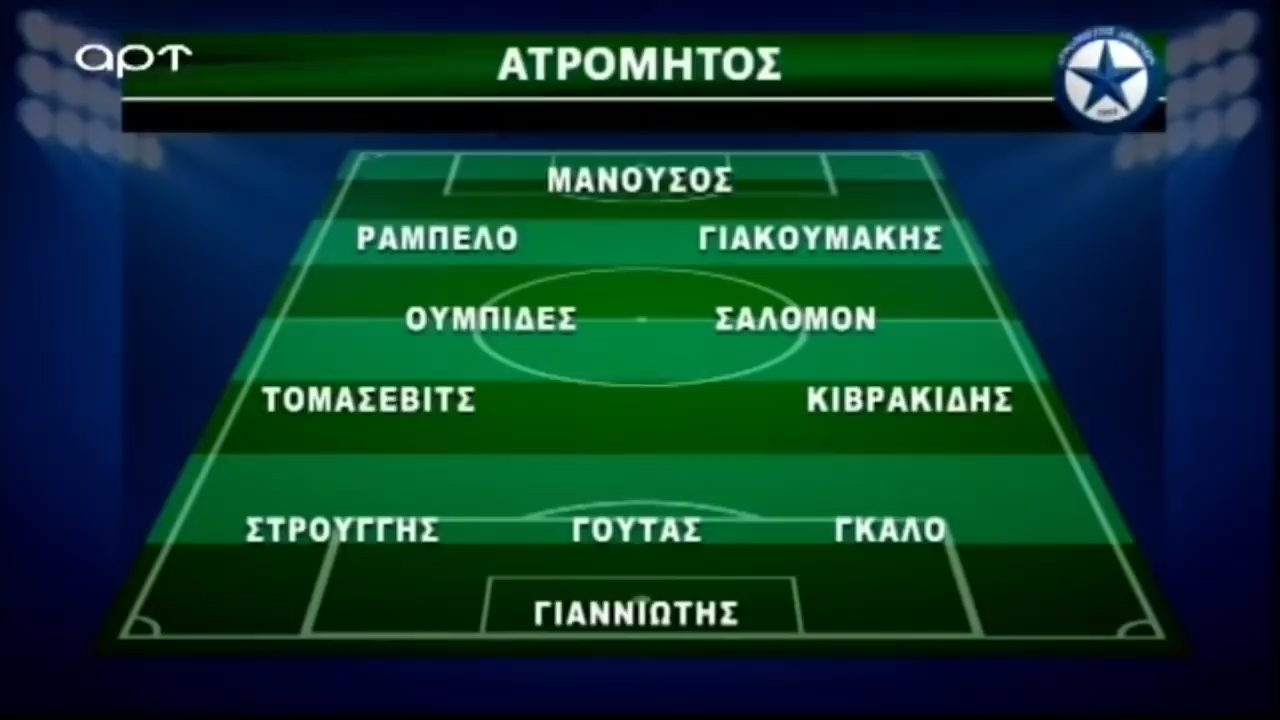 αρτ
ΑΤΡΟΜΗΤΟΣ
ΜΑΝΟΥΣΟΣ
ΡΑΜΠΕΛΟ ΓΙΑΚΟΥΜΑΚΗΣ
ΟΥΜΠΙΔΕΣ ΣΑΛΟΜΟΝ
ΤΟΜΑΣΕΒΙΤΣ ΚΙΒΡΑΚΙΔΗΣ
ΣΤΡΟΥΓΓΗΣ ΓΟΥΤΑΣ ΓΚΑΛΟ
ΓΙΑΝΝΙΩΤΗΣ